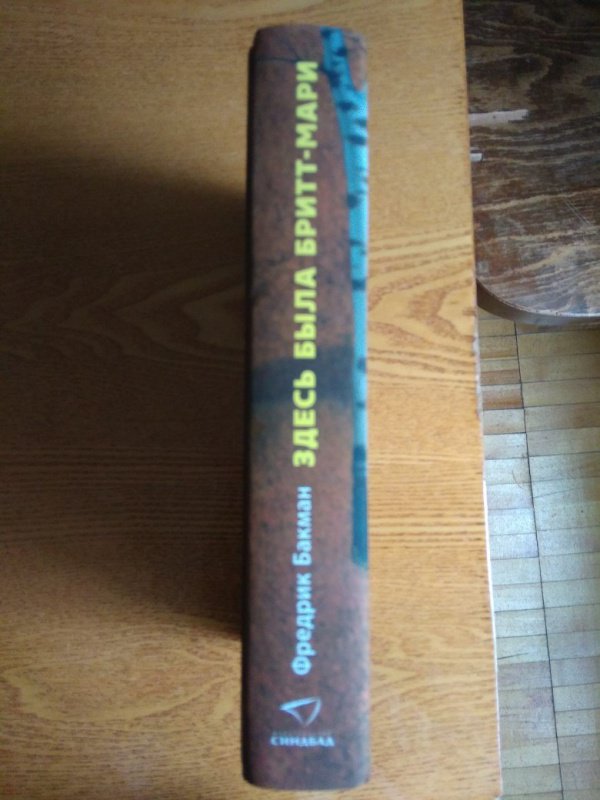 Фредрик Бакман
ЗДЕСЬ БЫЛА БРИТТ-МАРИ
СИНДБАД